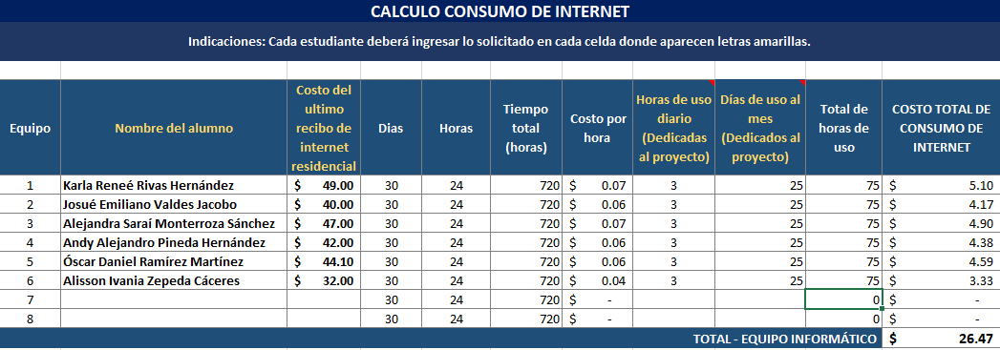 CALCULO CONSUMO DE INTERNET
Indicaciones: Cada estudiante deberá ingresar lo solicitado en cada celda donde aparecen letras amarillas.
Equipo Nombre del alumno Costo del ultimo recibo de internet residencial Dias Horas Tiempo total (horas) Costo por hora Horas de uso diario (Dedicadas al proyecto) Días de uso al mes (Dedicados al proyecto) Total de horas de uso COSTO TOTAL DE CONSUMO DE INTERNET
1 Karla Reneé Rivas Hernández $ 49.00 30 24 720 $ 0.07 3 25 75 $ 5.10
2 Josué Emiliano Valdes Jacobo $ 40.00 30 24 720 $ 0.06 3 25 75 $ 4.17
3 Alejandra Saraí Monterroza Sánchez $ 47.00 30 24 720 $ 0.07 3 25 75 $ 4.90
4 Andy Alejandro Pineda Hernández $ 42.00 30 24 720 $ 0.06 3 25 75 $ 4.38
5 Óscar Daniel Ramírez Martínez $ 44.10 30 24 720 $ 0.06 3 25 75 $ 4.59
6 Alisson Ivania Zepeda Cáceres $ 32.00 30 24 720 $ 0.04 3 25 75 $ 3.33
7 30 24 720 $ - 0 $ -
8 30 24 720 $ - 0 $ -
TOTAL - EQUIPO INFORMÁTICO $ 26.47